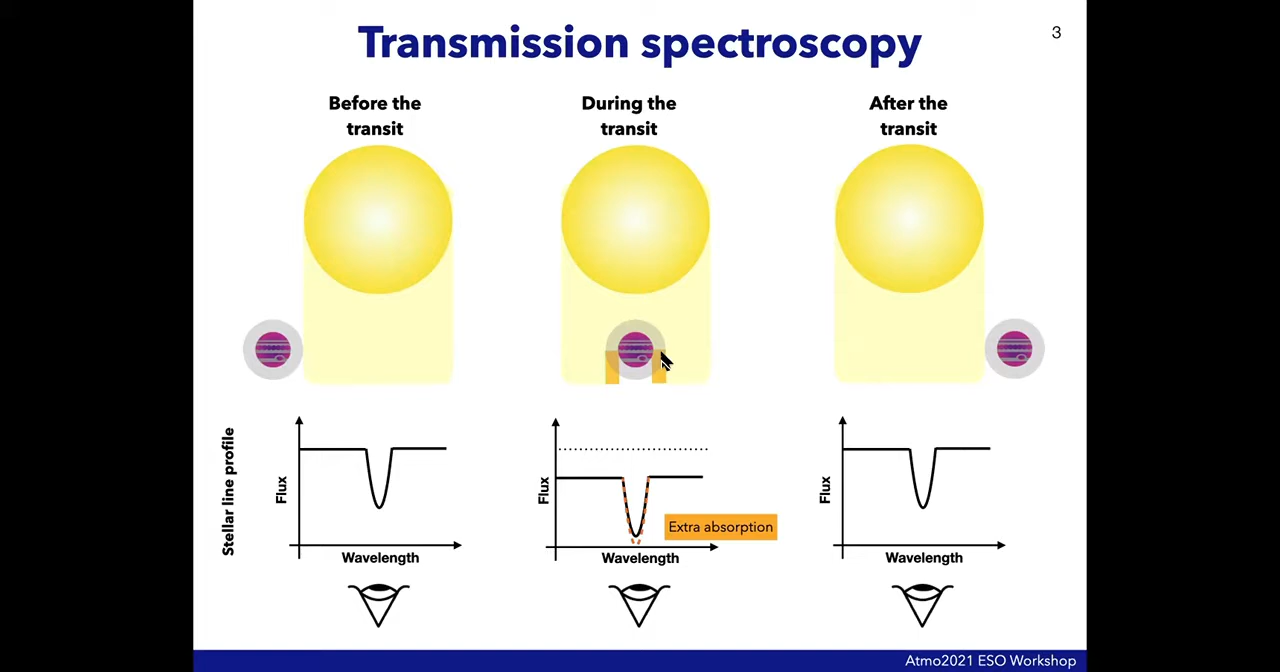 Transmission spectroscopy
3
Before the
transit
During the
transit
After the
transit
Stellar line profile
Flux
Wavelength
Flux
Extra absorption
Wavelength
Flux
Wavelength
Atmo2021 ESO Workshop